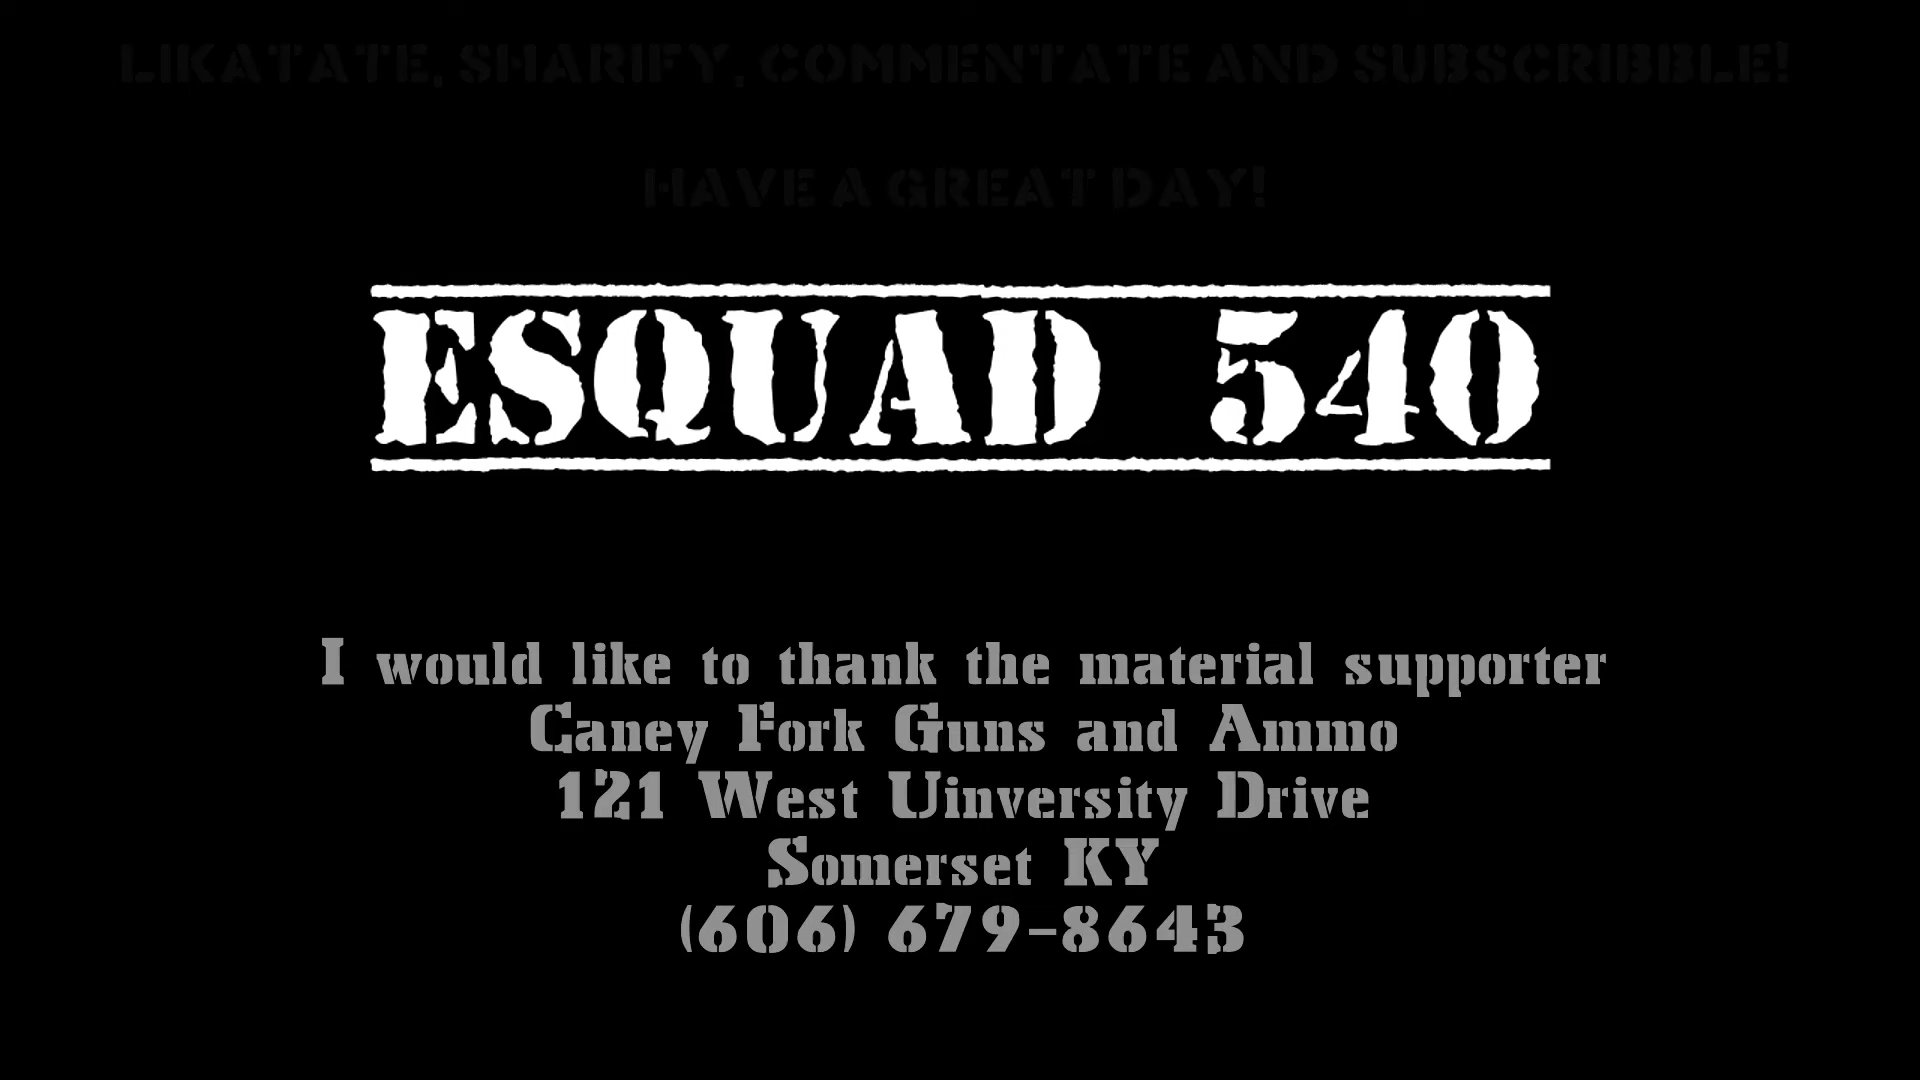 LIKATATE, SHARIFY, COMMENTATE AND SUBSCRIBBLE!
HAVE A GREAT DAY!
ESQUAD 540
I would like to thank the material supporter
Caney Fork Guns and Ammo
121 West Uinversity Drive
Somerset KY
(606) 679-8643